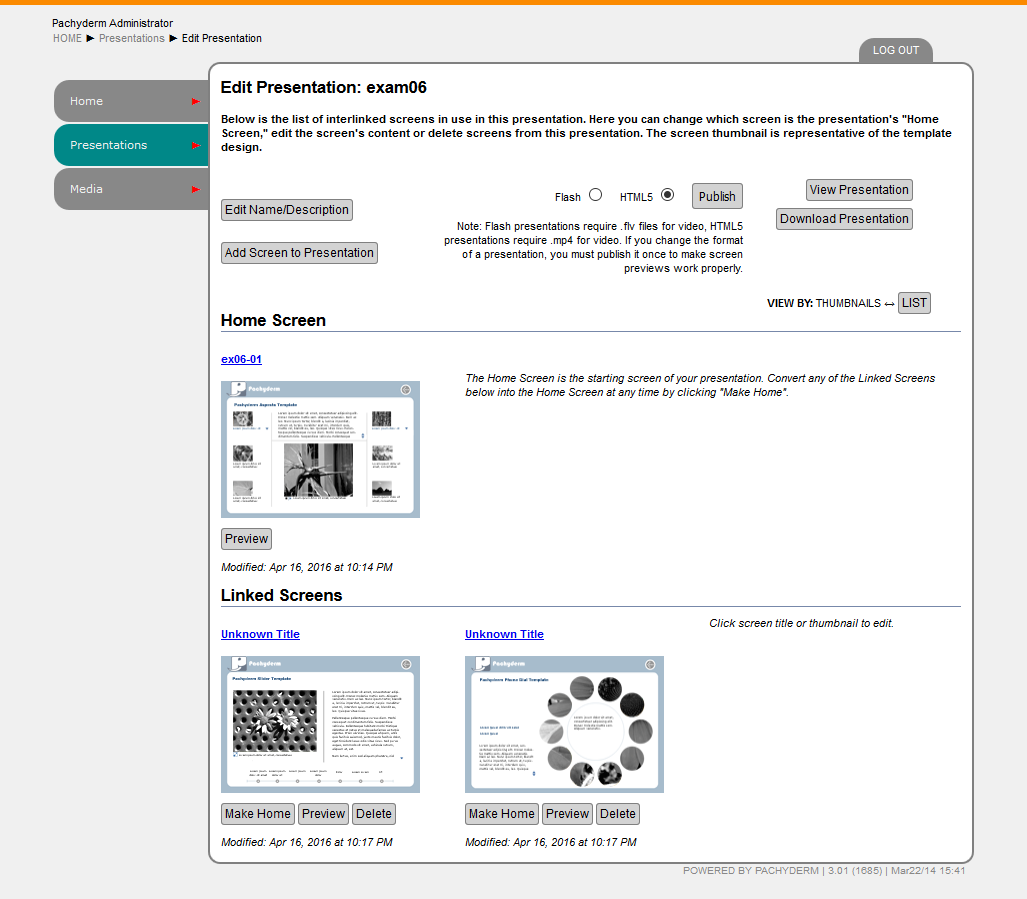 Pachyderm Administrator
HOME ▶ Presentations ▶ Edit Presentation
LOG OUT
Home
Presentations
Media
Edit Presentation: exam06
Below is the list of interlinked screens in use in this presentation. Here you can change which screen is the presentation's "Home
Screen," edit the screen's content or delete screens from this presentation. The screen thumbnail is representative of the template
design.
Edit Name/Description
Add Screen to Presentation
Flash HTML5 Publish
Note: Flash presentations require .flv files for video, HTML5
presentations require .mp4 for video. If you change the format
of a presentation, you must publish it once to make screen
previews work properly.
View Presentation
Download Presentation
VIEW BY: THUMBNAILS ↔ LIST
Home Screen
ex06-01
Pachyderm
Pachyderm Aspects Template
The Home Screen is the starting screen of your presentation. Convert any of the Linked Screens
below into the Home Screen at any time by clicking "Make Home".
Preview
Modified: Apr 16, 2016 at 10:14 PM
Linked Screens
Click screen title or thumbnail to edit.
Unknown Title
Pachyderm
Pachyderm Slider Template
Make Home Preview Delete
Modified: Apr 16, 2016 at 10:17 PM
Unknown Title
Pachyderm
Pachyderm Phone Dial Template
Make Home Preview Delete
Modified: Apr 16, 2016 at 10:17 PM
POWERED BY PACHYDERM | 3.01 (1685) | Mar22/14 15:41